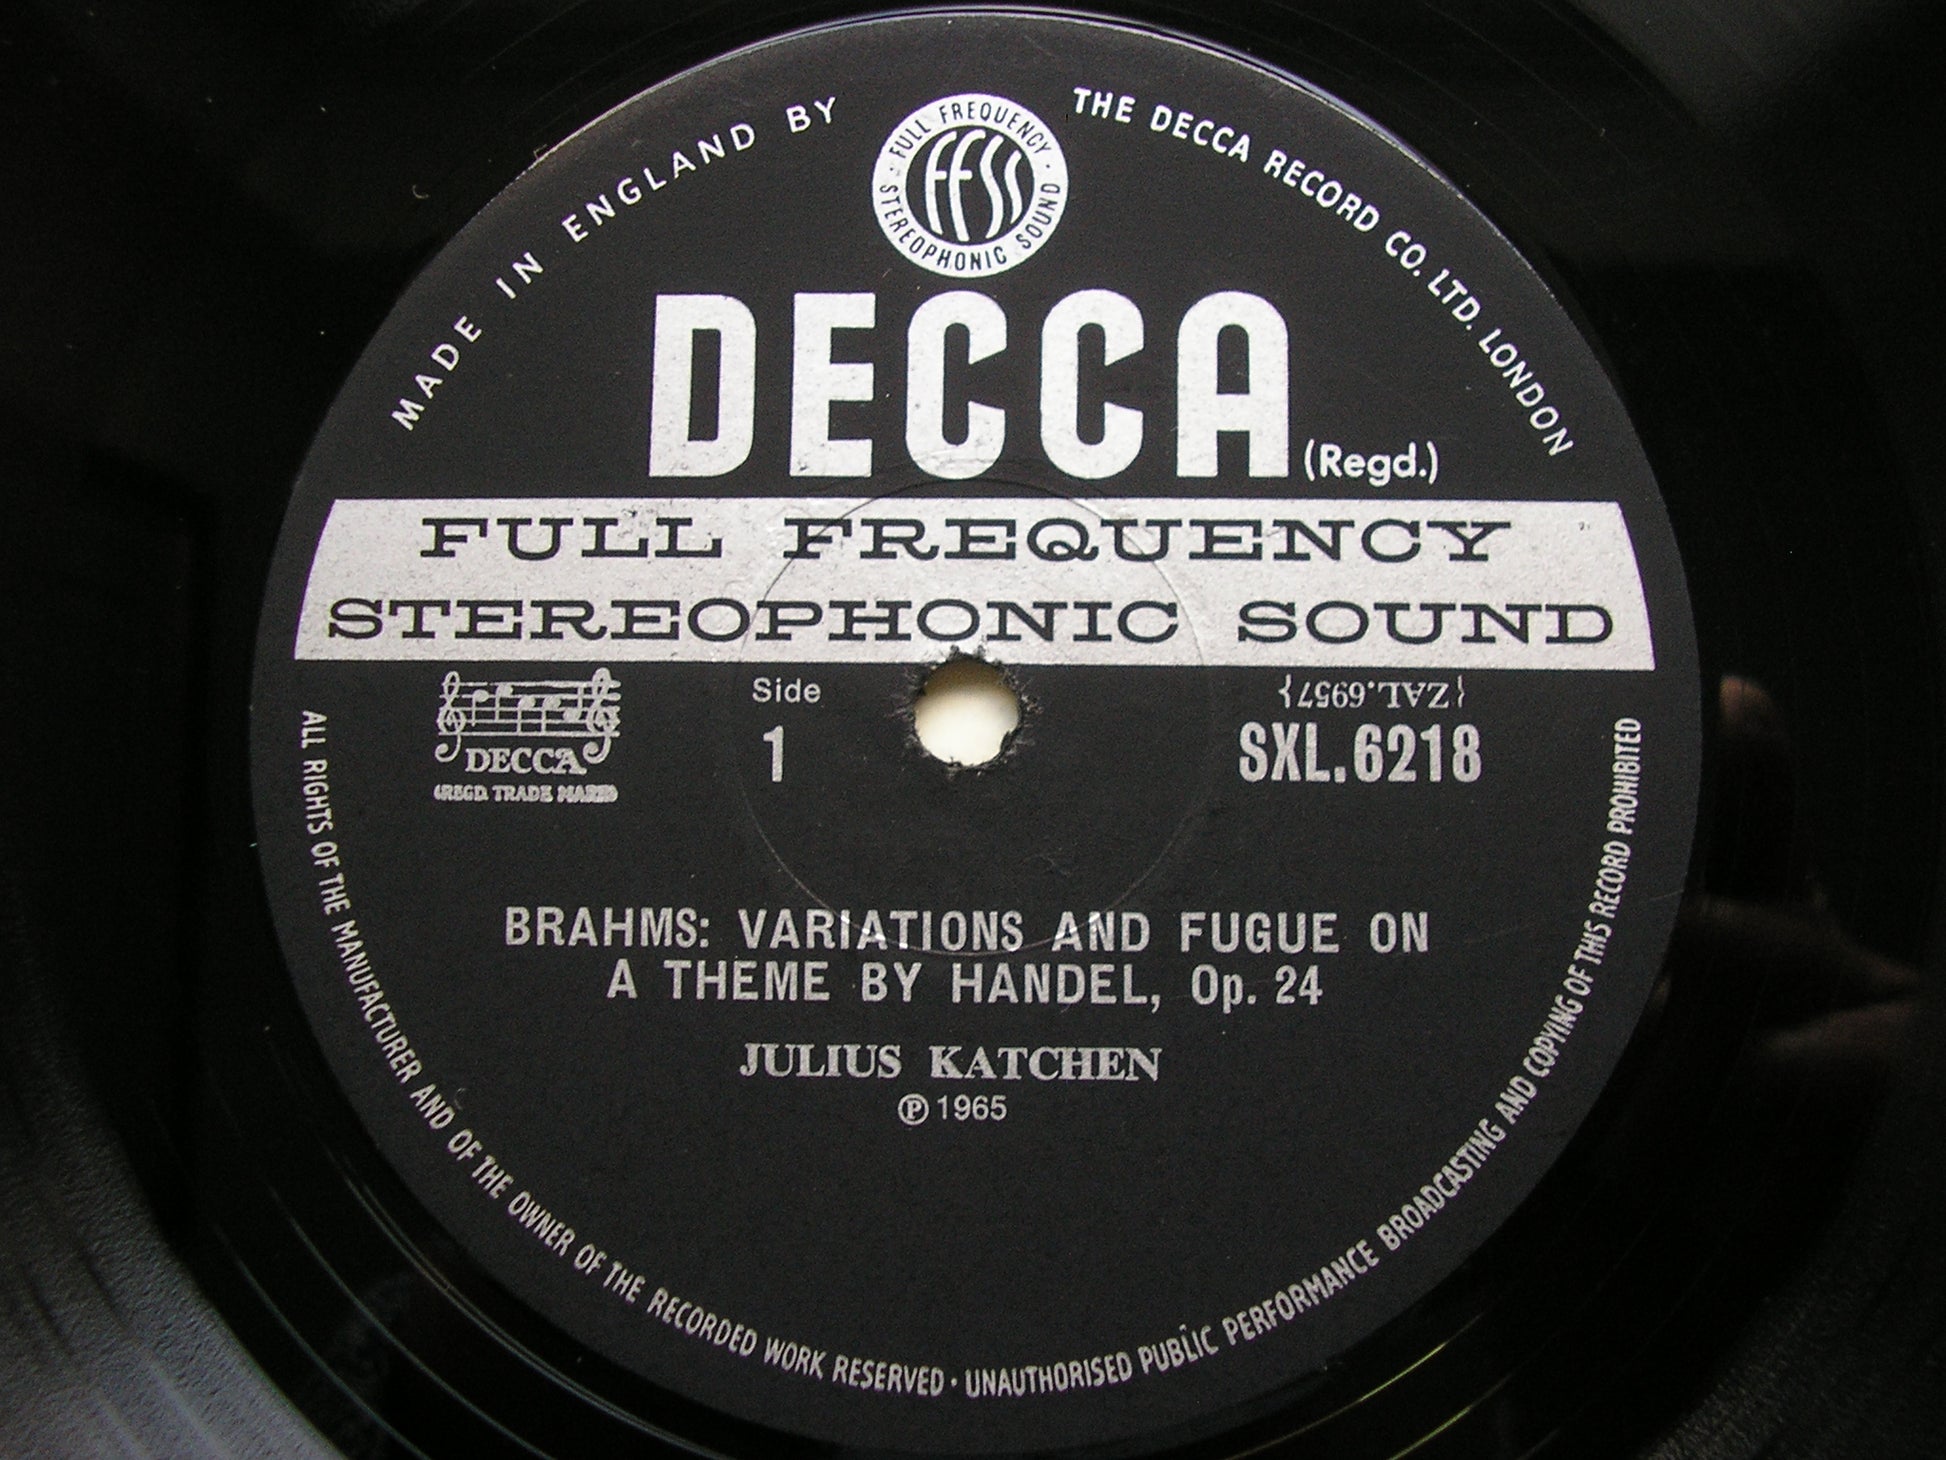 MADE IN ENGLAND BY
THE DECCA RECORD CO. LTD. LONDON
FULL FREQUENCY
FFSS
STEREOPHONIC SOUND
DECCA (Regd.)
FULL FREQUENCY
STEREOPHONIC SOUND
DECCA
(REGD. TRADE MARK)
Side
1
{ZAL.6957}
SXL.6218
BRAHMS: VARIATIONS AND FUGUE ON
A THEME BY HANDEL, Op. 24
JULIUS KATCHEN
℗ 1965
ALL RIGHTS OF THE MANUFACTURER AND OF THE OWNER OF THE RECORDED WORK RESERVED · UNAUTHORISED PUBLIC PERFORMANCE BROADCASTING AND COPYING OF THIS RECORD PROHIBITED